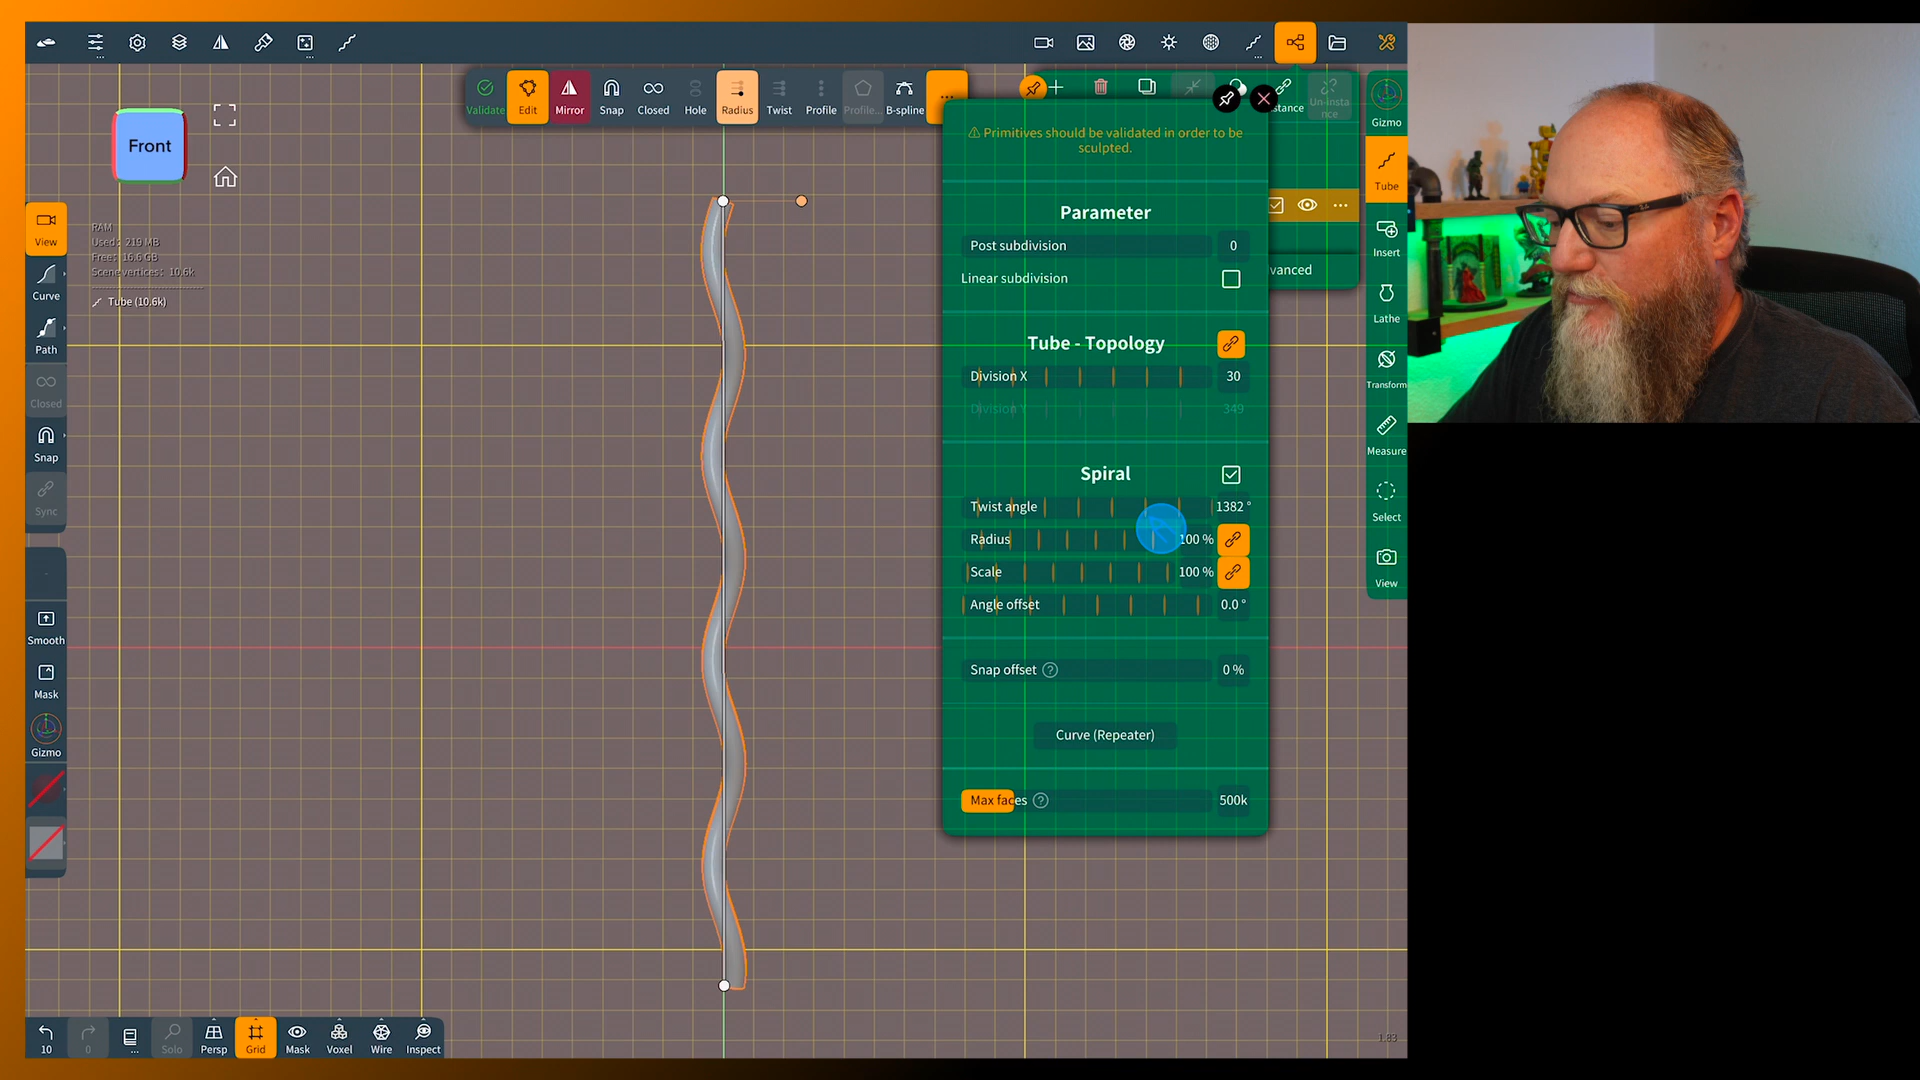 Validate
Edit
Mirror
Snap
Closed
Hole
Radius
Twist
Profile
Profile...
B-spline
...
stance
Un-insta
nce
Gizmo
Front
⚠ Primitives should be validated in order to be
sculpted.
Tube
View
RAM
Used: 219 MB
Free: 16.6 GB
Scene vertices: 10.6k
Tube (10.6k)
Parameter
Post subdivision 0
Linear subdivision
vanced
Insert
Curve
Lathe
Path
Tube - Topology
Division X 30
Division Y 349
Transform
Closed
Snap
Measure
Spiral
Twist angle 1382 °
Radius 100 %
Scale 100 %
Angle offset 0.0 °
Select
Sync
View
Smooth
Snap offset ? 0 %
Mask
Curve (Repeater)
Gizmo
Max faces ? 500k
10
0
...
Solo
Persp
Grid
Mask
Voxel
Wire
Inspect
1.83